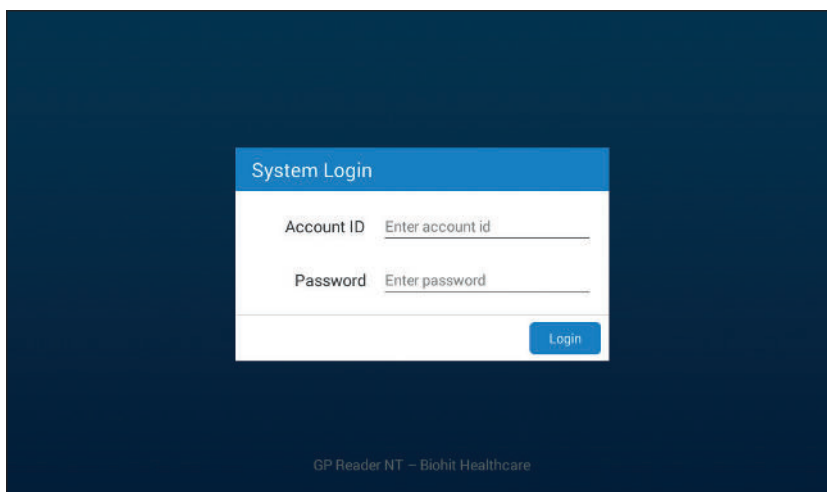 System Login
Account ID Enter account id
Password Enter password
Login
GP Reader NT – Biohit Healthcare